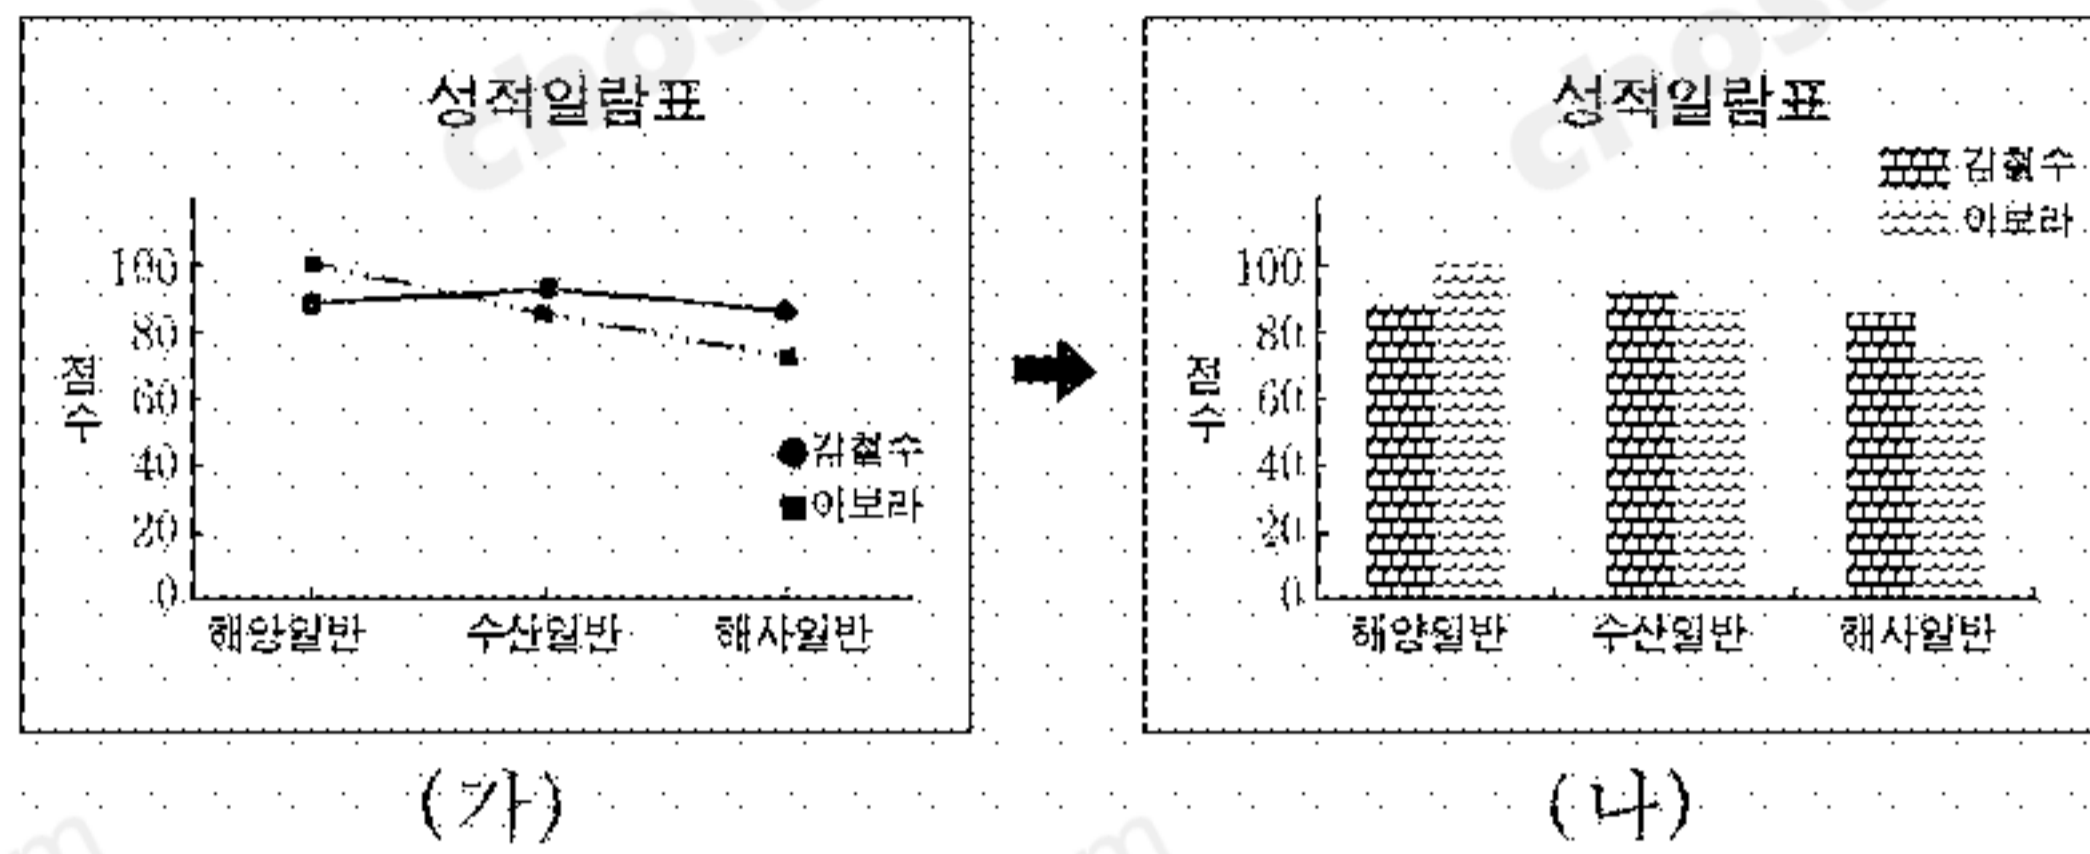 성적일람표
100
80
60
40
20
0
점수
김철수
이보라
해양일반 수산일반 해사일반
(가)
성적일람표
김철수
이보라
100
80
60
40
20
0
점수
해양일반 수산일반 해사일반
(나)